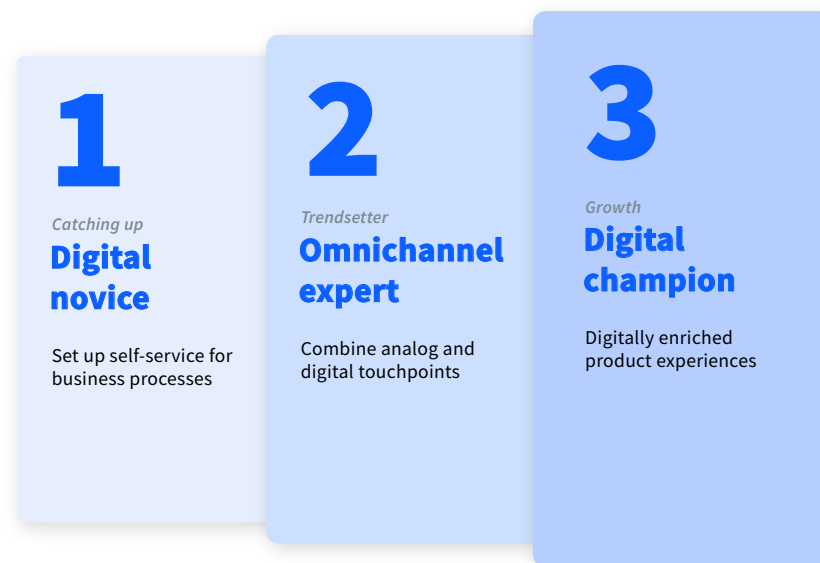 1
Catching up
Digital
novice
Set up self-service for
business processes
2
Trendsetter
Omnichannel
expert
Combine analog and
digital touchpoints
3
Growth
Digital
champion
Digitally enriched
product experiences